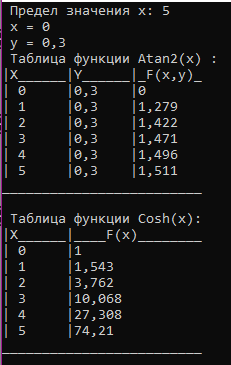 Предел значения x: 5
x = 0
y = 0,3
Таблица функции Atan2(x) :
|X______|Y______|_F(x,y)_
| 0     |0,3    |0
| 1     |0,3    |1,279
| 2     |0,3    |1,422
| 3     |0,3    |1,471
| 4     |0,3    |1,496
| 5     |0,3    |1,511
_________________________
Таблица функции Cosh(x):
|X______|____F(x)________
| 0     |1
| 1     |1,543
| 2     |3,762
| 3     |10,068
| 4     |27,308
| 5     |74,21
_________________________